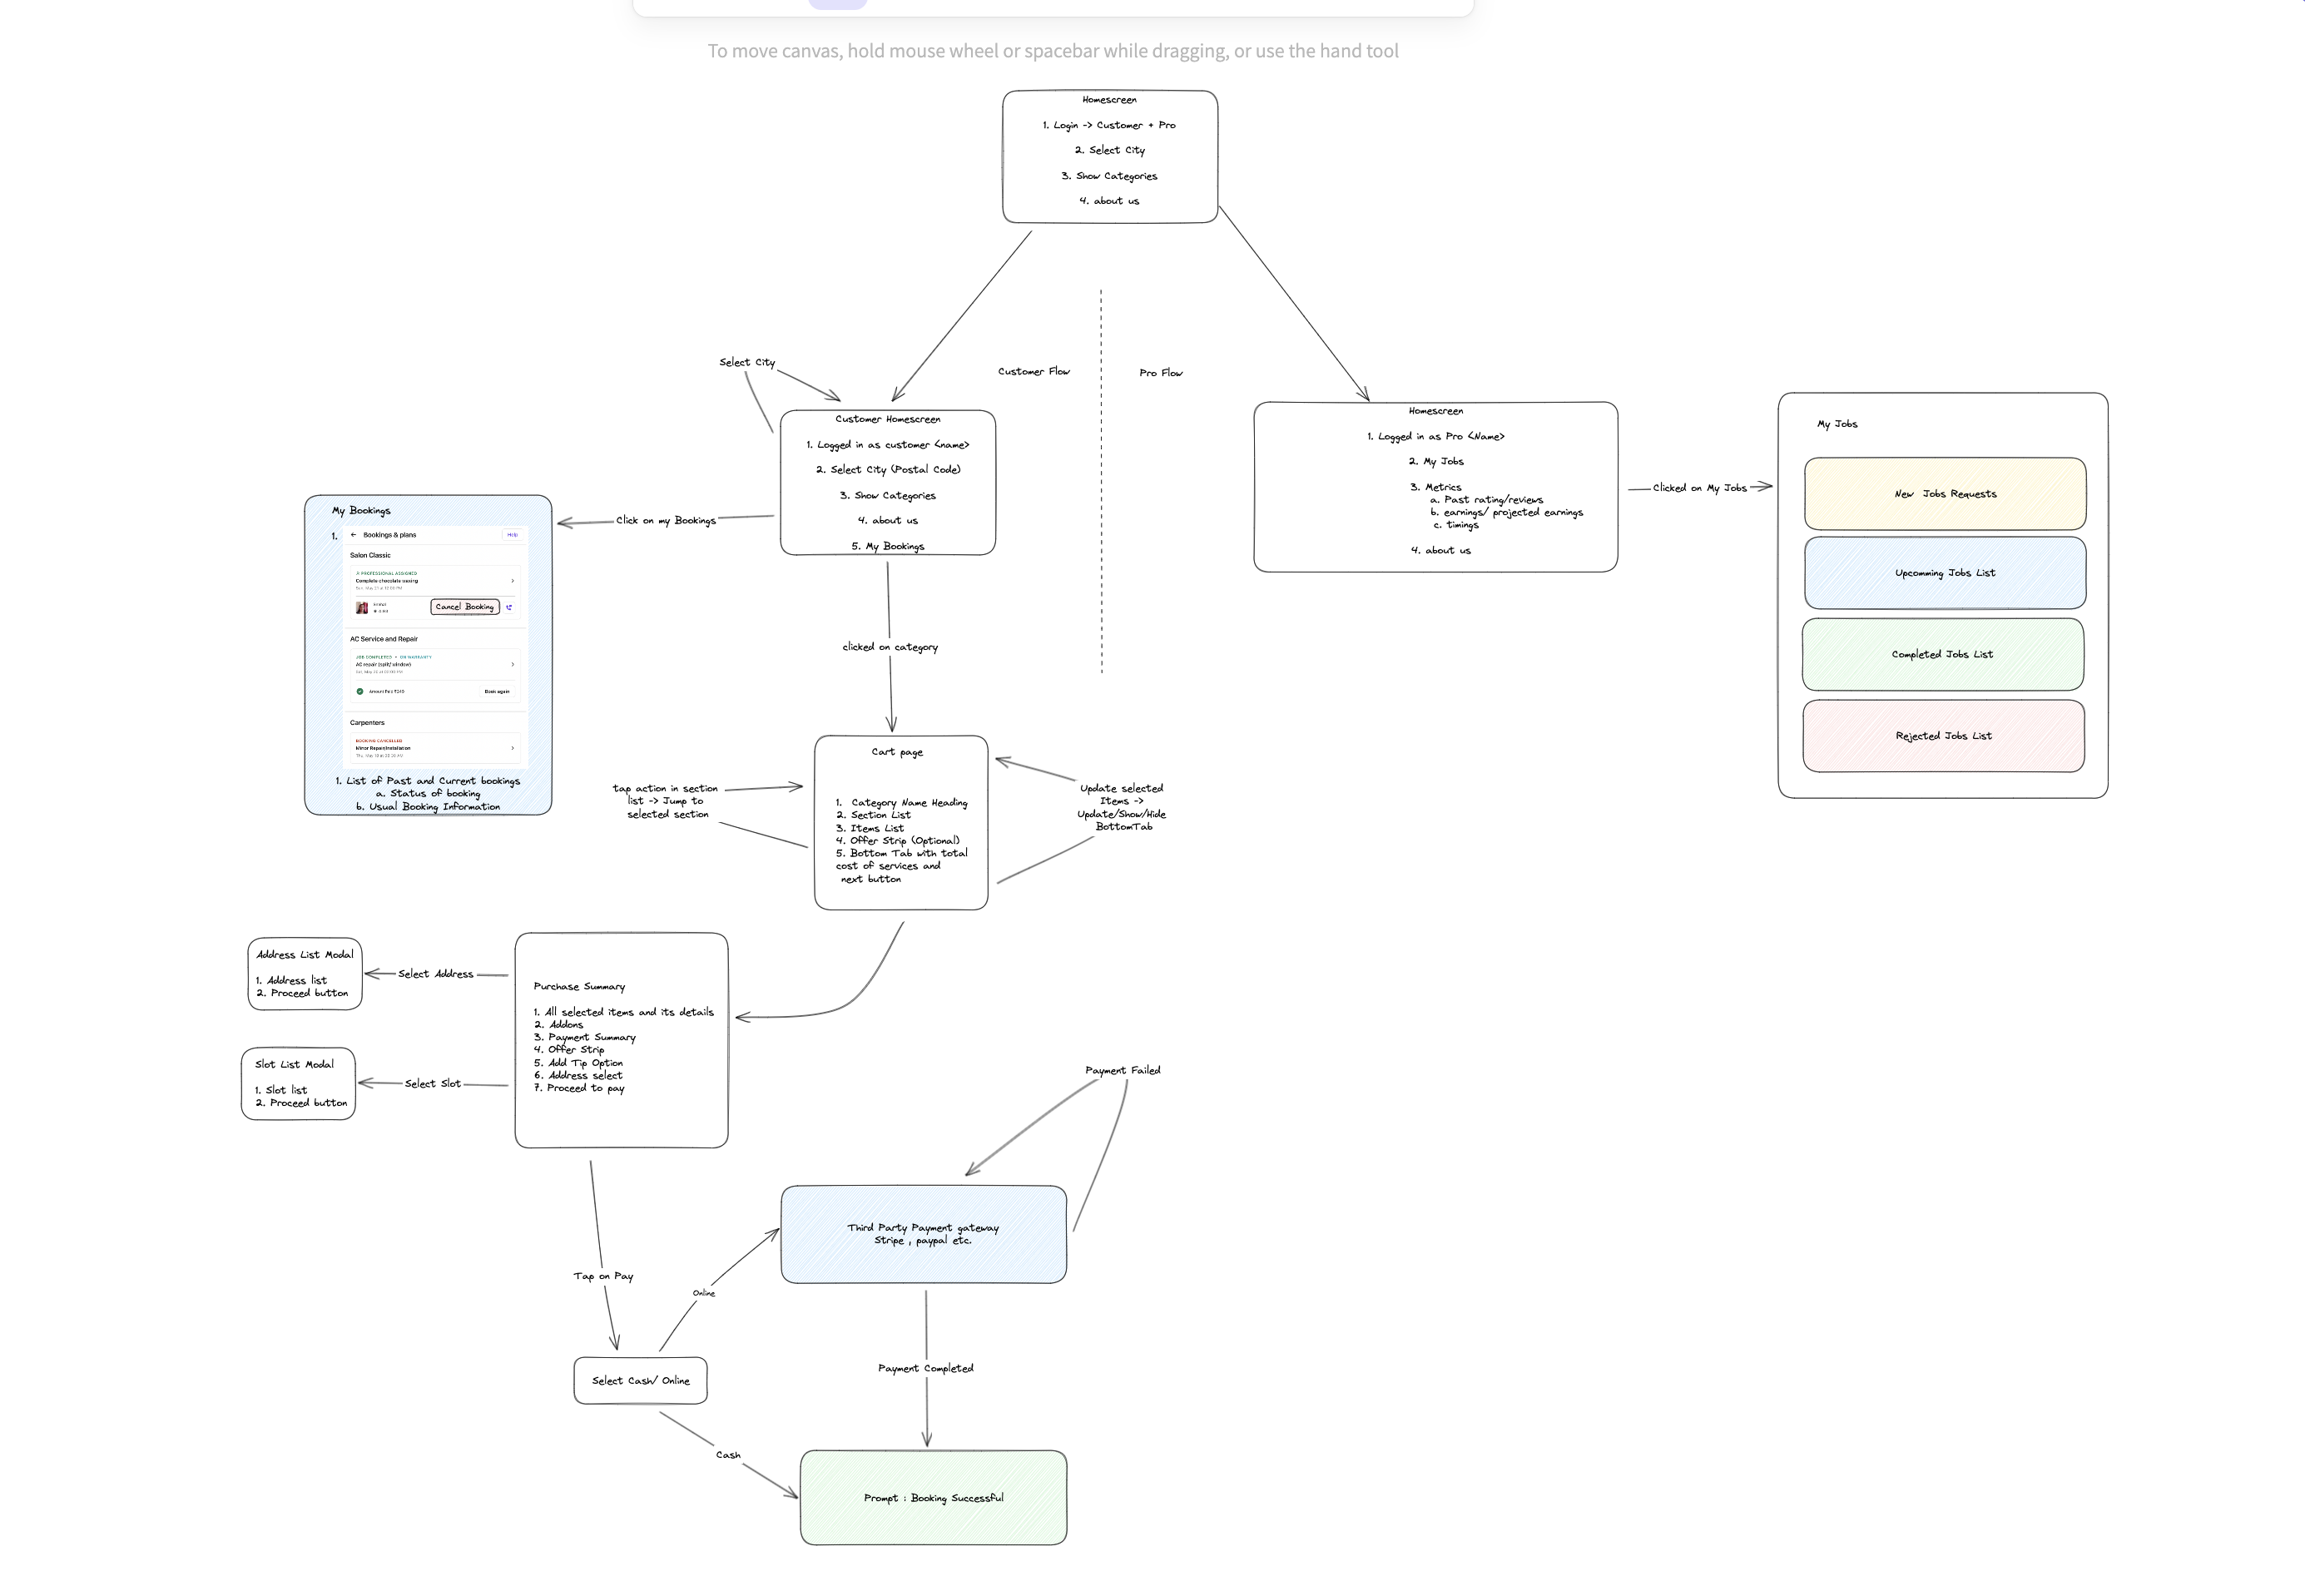 To move canvas, hold mouse wheel or spacebar while dragging, or use the hand tool
Homescreen
1. Login -> Customer + Pro
2. Select City
3. Show Categories
4. about us
Select City
Customer Flow
Pro Flow
Customer Homescreen
1. Logged in as customer <name>
2. Select City (Postal Code)
3. Show Categories
4. about us
5. My Bookings
Homescreen
1. Logged in as Pro <Name>
2. My Jobs
3. Metrics
a. Past rating/reviews
b. earnings/ projected earnings
c. timings
4. about us
Clicked on My Jobs
My Jobs
New Jobs Requests
Upcomming Jobs List
Completed Jobs List
Rejected Jobs List
Click on my Bookings
My Bookings
1.
Bookings & plans
Help
Salon Classic
PROFESSIONAL ASSIGNED
Complete chocolate waxing
Cancel Booking
AC Service and Repair
JOB COMPLETED • ON WARRANTY
AC repair (split/ window)
Amount Paid
Book again
Carpenters
BOOKING CANCELLED
Minor Repair/Installation
1. List of Past and Current bookings
a. Status of booking
b. Usual Booking Information
clicked on category
Cart page
1. Category Name Heading
2. Section List
3. Items List
4. Offer Strip (Optional)
5. Bottom Tab with total
cost of services and
next button
tap action in section
list -> Jump to
selected section
Update selected
Items ->
Update/Show/Hide
BottomTab
Address List Modal
1. Address list
2. Proceed button
Select Address
Purchase Summary
1. All selected items and its details
2. Addons
3. Payment Summary
4. Offer Strip
5. Add Tip Option
6. Address select
7. Proceed to pay
Slot List Modal
1. Slot list
2. Proceed button
Select Slot
Payment Failed
Third Party Payment gateway
Stripe , paypal etc.
Tap on Pay
Online
Select Cash/ Online
Payment Completed
Cash
Prompt : Booking Successful